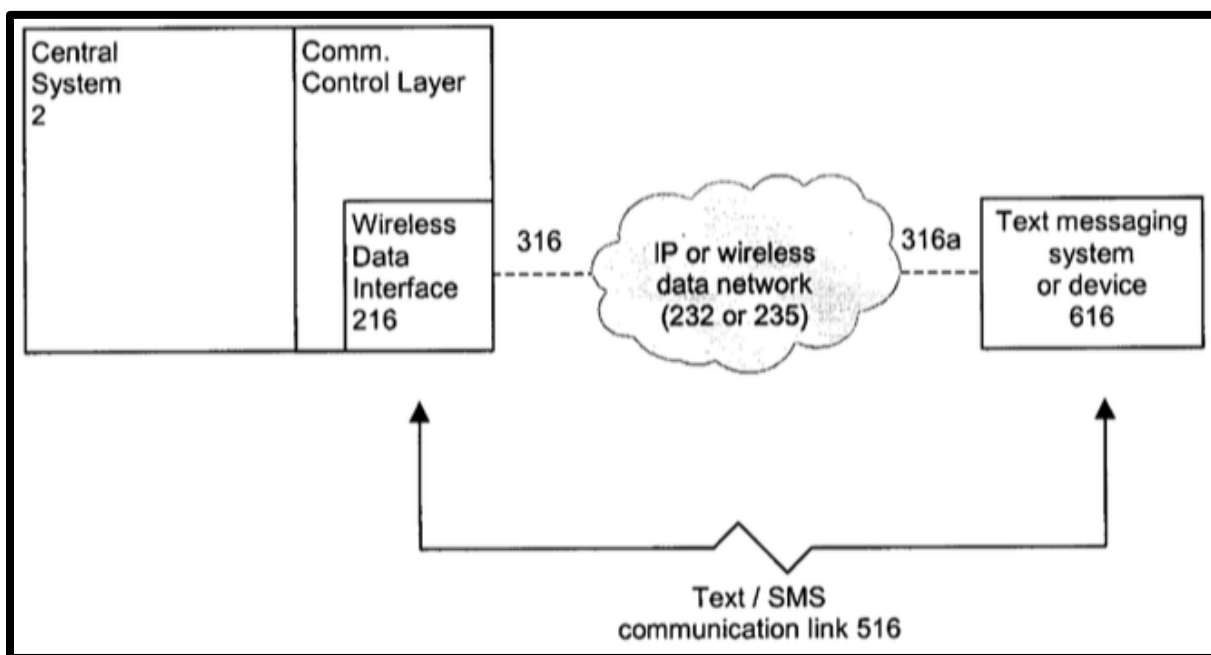 Central
System
2
Comm.
Control Layer
Wireless
Data
Interface
216
316
IP or wireless
data network
(232 or 235)
316a
Text messaging
system
or device
616
Text / SMS
communication link 516